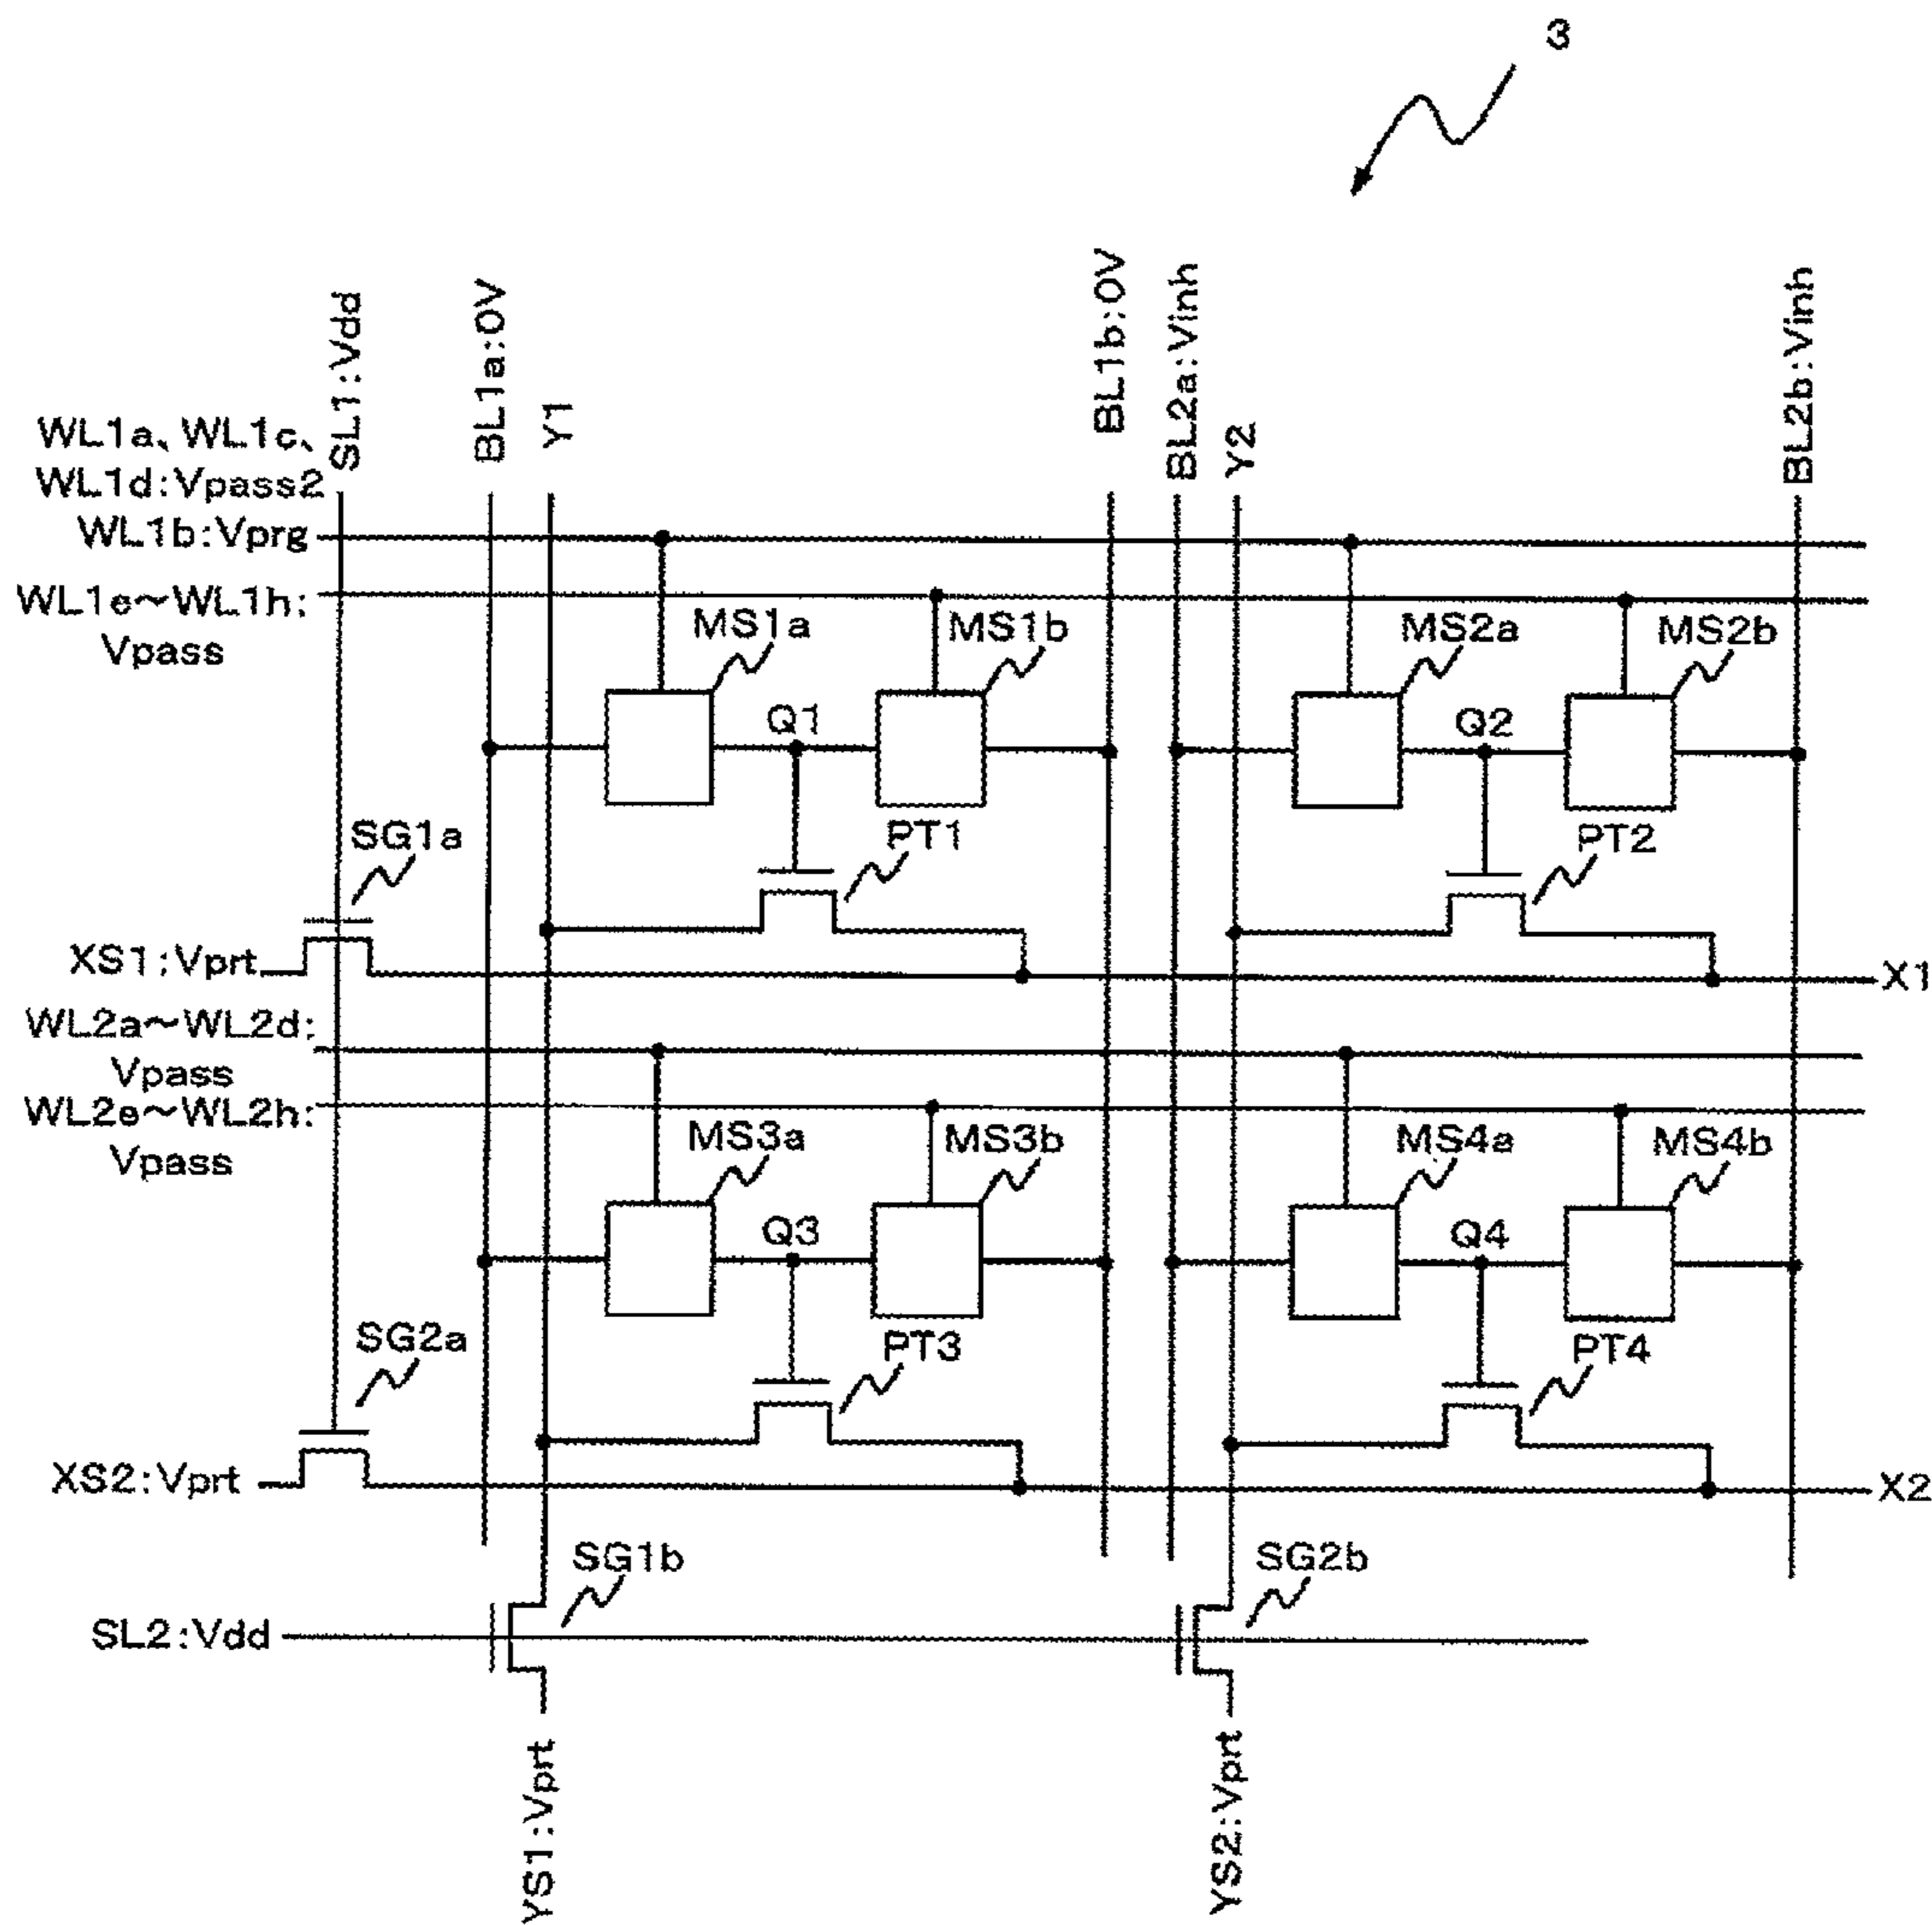 3
SL1:Vdd
BL1a:0V
Y1
BL1b:0V
BL2a:Vinh
Y2
BL2b:Vinh
WL1a、WL1c、
WL1d:Vpass2
WL1b:Vprg
WL1e～WL1h:
Vpass
MS1a
MS1b
MS2a
MS2b
Q1
Q2
SG1a
PT1
PT2
XS1:Vprt
X1
WL2a～WL2d:
Vpass
WL2e～WL2h:
Vpass
MS3a
MS3b
MS4a
MS4b
Q3
Q4
SG2a
PT3
PT4
XS2:Vprt
X2
SG1b
SG2b
SL2:Vdd
YS1:Vprt
YS2:Vprt